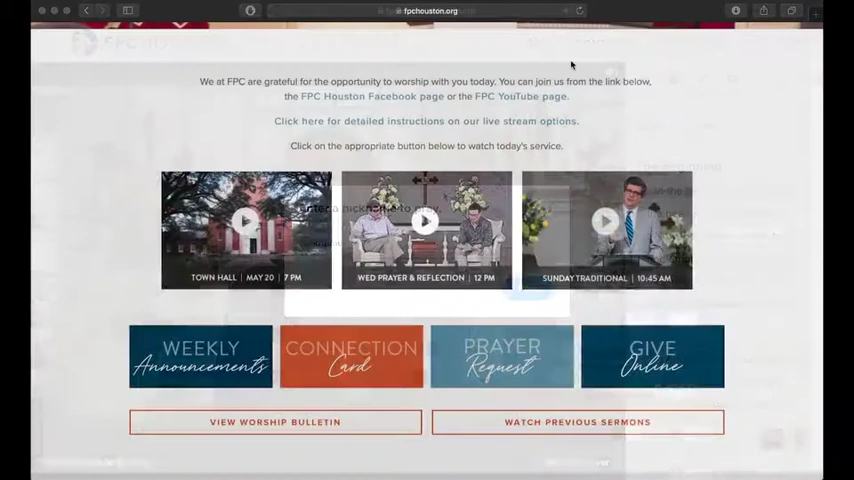 fpchouston.org
We at FPC are grateful for the opportunity to worship with you today. You can join us from the link below,
the FPC Houston Facebook page or the FPC YouTube page.
Click here for detailed instructions on our live stream options.
Click on the appropriate button below to watch today's service.
enter a nickname to pray.
TOWN HALL | MAY 20 | 7 PM
WED PRAYER & REFLECTION | 12 PM
SUNDAY TRADITIONAL | 10:45 AM
WEEKLY
Announcements
CONNECTION
Card
PRAYER
Request
GIVE
Online
VIEW WORSHIP BULLETIN
WATCH PREVIOUS SERMONS